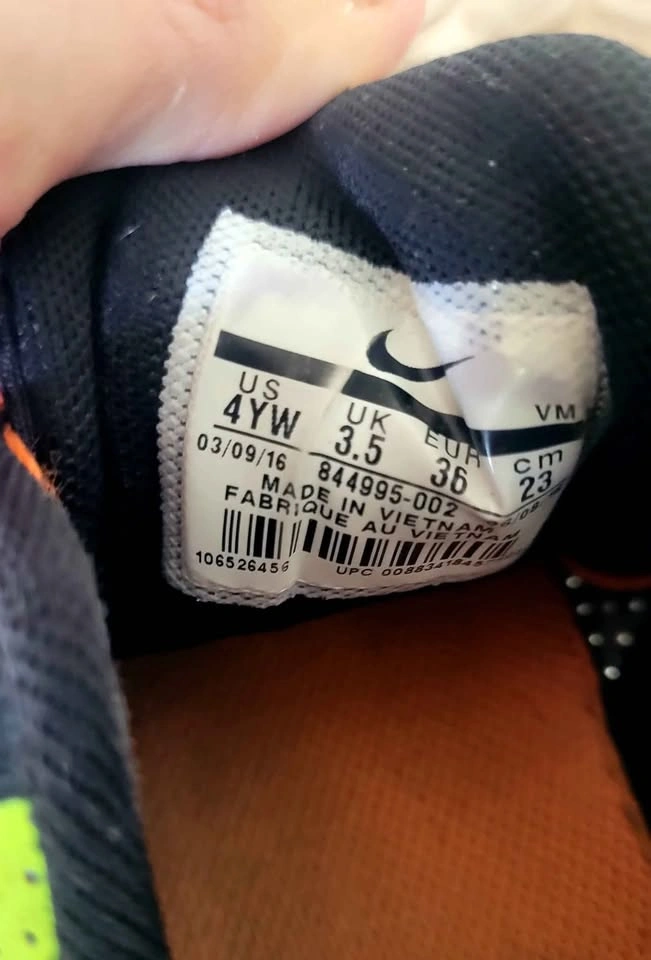 VM
US UK EUR cm
4YW 3.5 36 23
03/09/16 844995-002
MADE IN VIETNAM
FABRIQUE AU VIETNAM
UPC